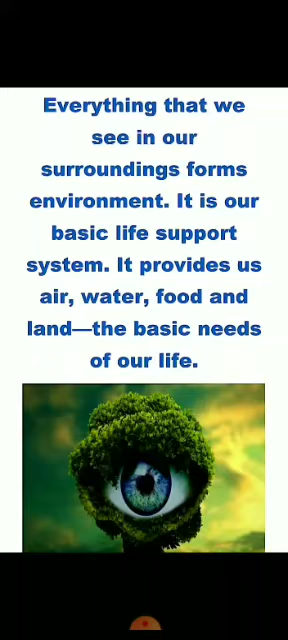 Everything that we
see in our
surroundings forms
environment. It is our
basic life support
system. It provides us
air, water, food and
land—the basic needs
of our life.